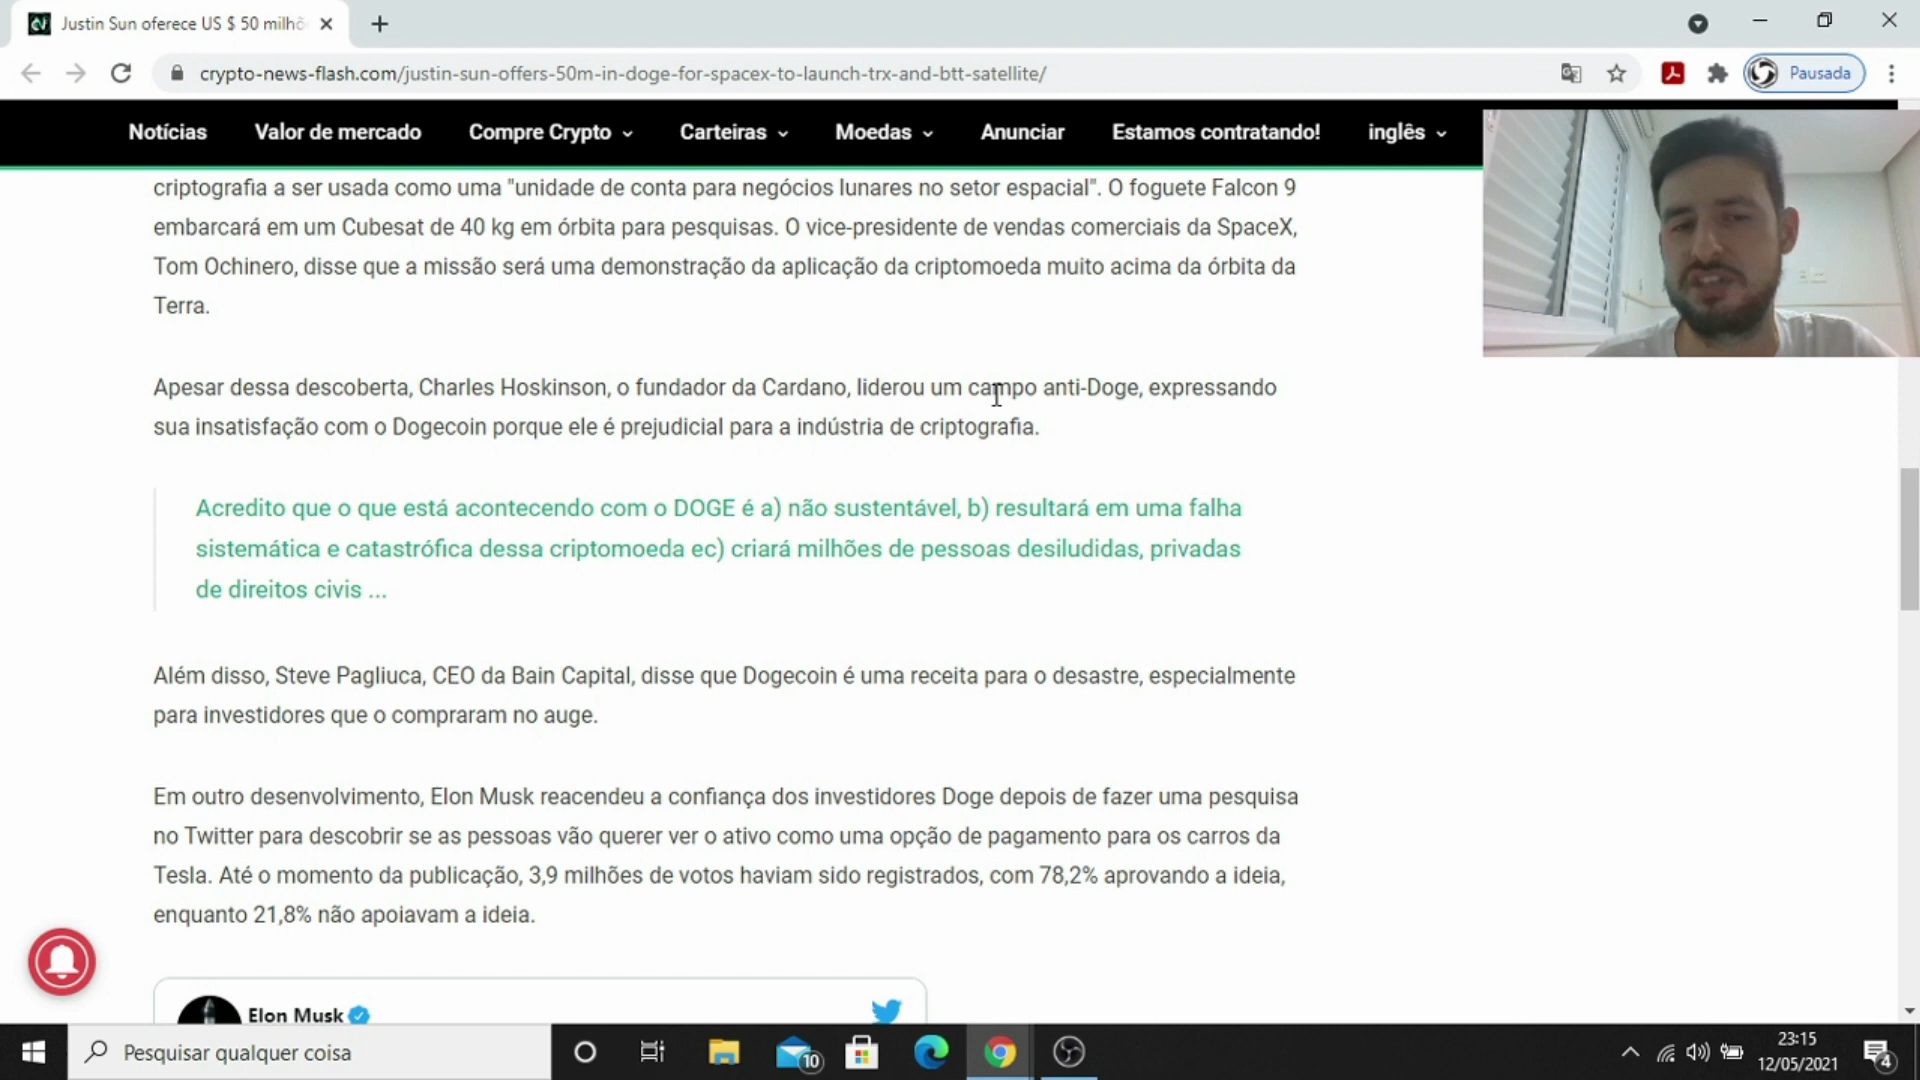 Justin Sun oferece US $ 50 milhõ
crypto-news-flash.com/justin-sun-offers-50m-in-doge-for-spacex-to-launch-trx-and-btt-satellite/
Pausada
Notícias Valor de mercado Compre Crypto Carteiras Moedas Anunciar Estamos contratando! inglês
criptografia a ser usada como uma "unidade de conta para negócios lunares no setor espacial". O foguete Falcon 9
embarcará em um Cubesat de 40 kg em órbita para pesquisas. O vice-presidente de vendas comerciais da SpaceX,
Tom Ochinero, disse que a missão será uma demonstração da aplicação da criptomoeda muito acima da órbita da
Terra.
Apesar dessa descoberta, Charles Hoskinson, o fundador da Cardano, liderou um campo anti-Doge, expressando
sua insatisfação com o Dogecoin porque ele é prejudicial para a indústria de criptografia.
Acredito que o que está acontecendo com o DOGE é a) não sustentável, b) resultará em uma falha
sistemática e catastrófica dessa criptomoeda ec) criará milhões de pessoas desiludidas, privadas
de direitos civis ...
Além disso, Steve Pagliuca, CEO da Bain Capital, disse que Dogecoin é uma receita para o desastre, especialmente
para investidores que o compraram no auge.
Em outro desenvolvimento, Elon Musk reacendeu a confiança dos investidores Doge depois de fazer uma pesquisa
no Twitter para descobrir se as pessoas vão querer ver o ativo como uma opção de pagamento para os carros da
Tesla. Até o momento da publicação, 3,9 milhões de votos haviam sido registrados, com 78,2% aprovando a ideia,
enquanto 21,8% não apoiavam a ideia.
Elon Musk
Pesquisar qualquer coisa
10
23:15
12/05/2021
4